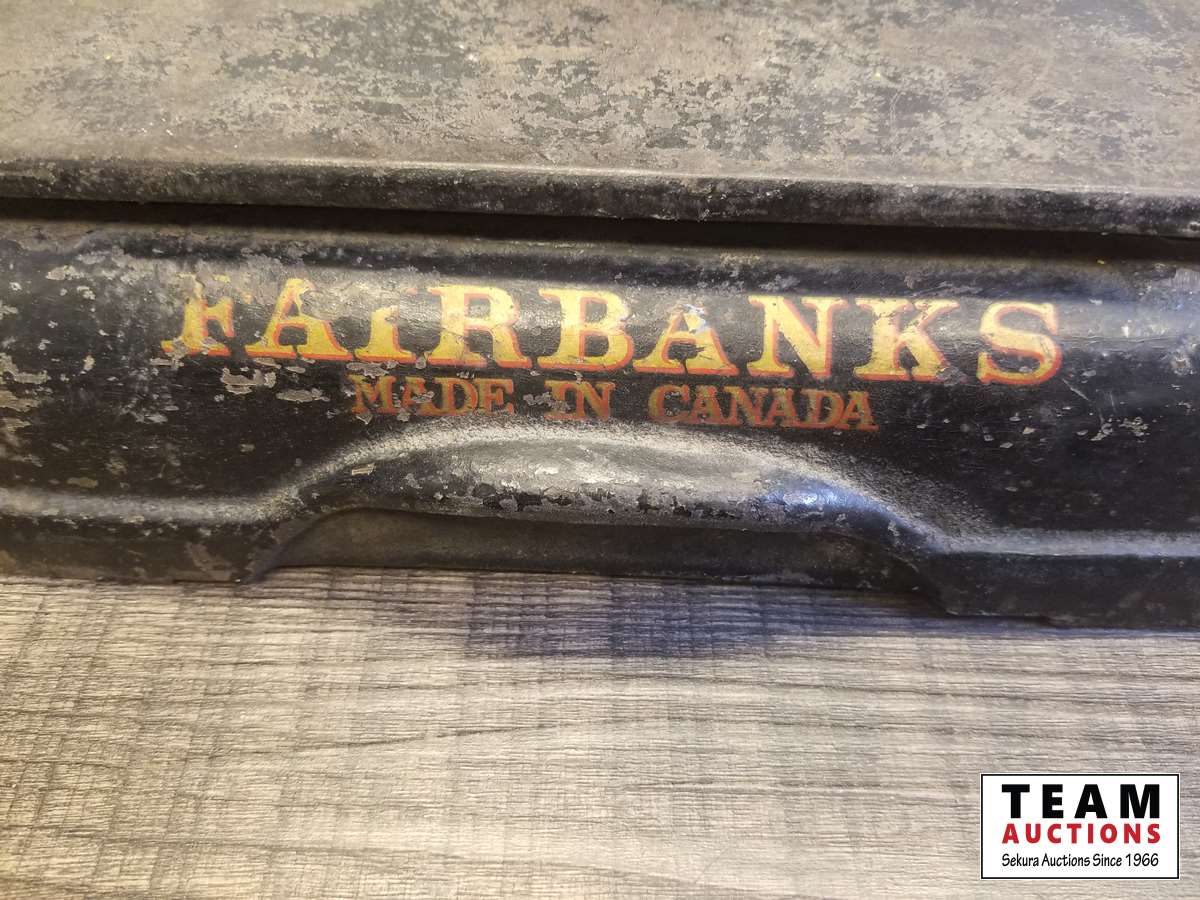 FAIRBANKS
MADE IN CANADA
TEAM
AUCTIONS
Sekura Auctions Since 1966